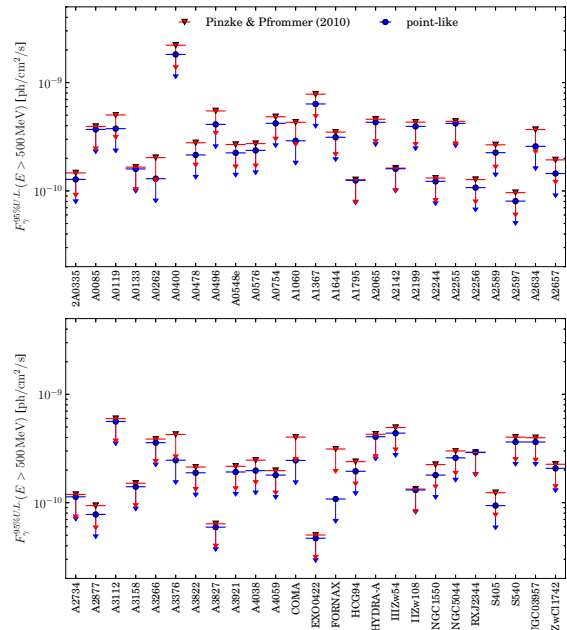 Pinzke & Pfrommer (2010) point-like
10⁻⁹
10⁻¹⁰
F_γ^{95%U.L.}(E > 500 MeV) [ph/cm²/s]
2A0335 A0085 A0119 A0133 A0262 A0400 A0478 A0496 A0548e A0576 A0754 A1060 A1367 A1644 A1795 A2065 A2142 A2199 A2244 A2255 A2256 A2589 A2597 A2634 A2657
10⁻⁹
10⁻¹⁰
F_γ^{95%U.L.}(E > 500 MeV) [ph/cm²/s]
A2734 A2877 A3112 A3158 A3266 A3376 A3822 A3827 A3921 A4038 A4059 COMA EXO0422 FORNAX HCG94 HYDRA-A IIIZw54 IIZw108 NGC1550 NGC5044 RXJ2344 S405 S540 UGC03957 ZwCl1742